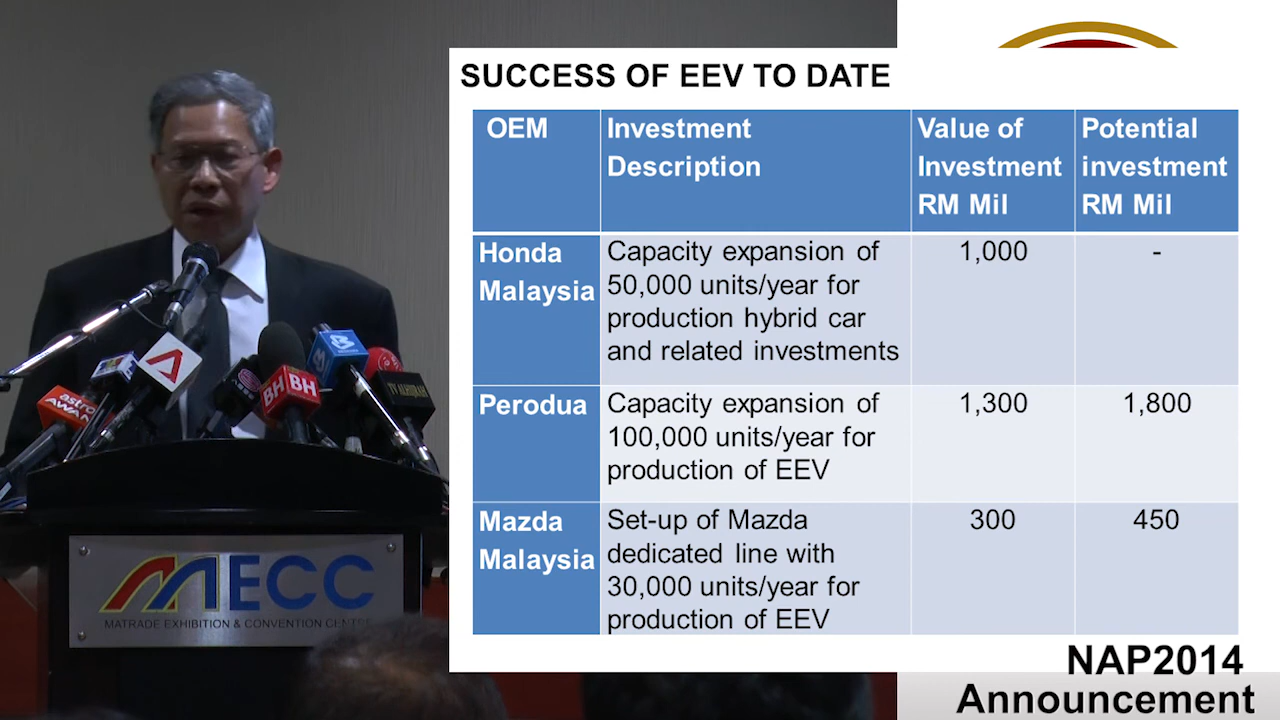 SUCCESS OF EEV TO DATE
OEM
Investment
Description
Value of
Investment
RM Mil
Potential
investment
RM Mil
Honda
Malaysia
Capacity expansion of
50,000 units/year for
production hybrid car
and related investments
1,000
-
Perodua
Capacity expansion of
100,000 units/year for
production of EEV
1,300
1,800
Mazda
Malaysia
Set-up of Mazda
dedicated line with
30,000 units/year for
production of EEV
300
450
NAP2014
Announcement
astro
AWANI
BH
BH
MECC
MATRADE EXHIBITION & CONVENTION CENTRE